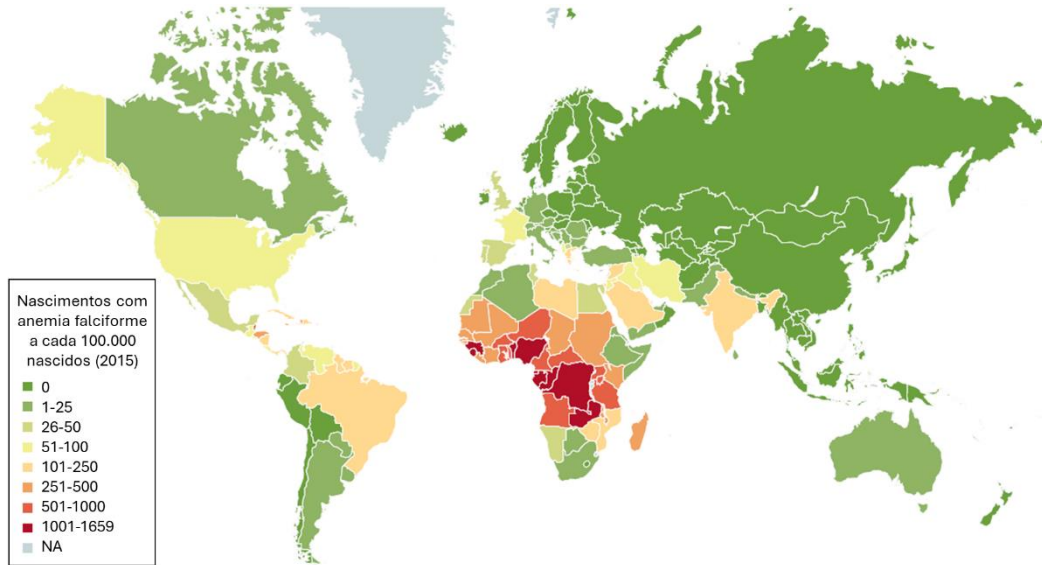 Nascimentos com
anemia falciforme
a cada 100.000
nascidos (2015)
0
1-25
26-50
51-100
101-250
251-500
501-1000
1001-1659
NA